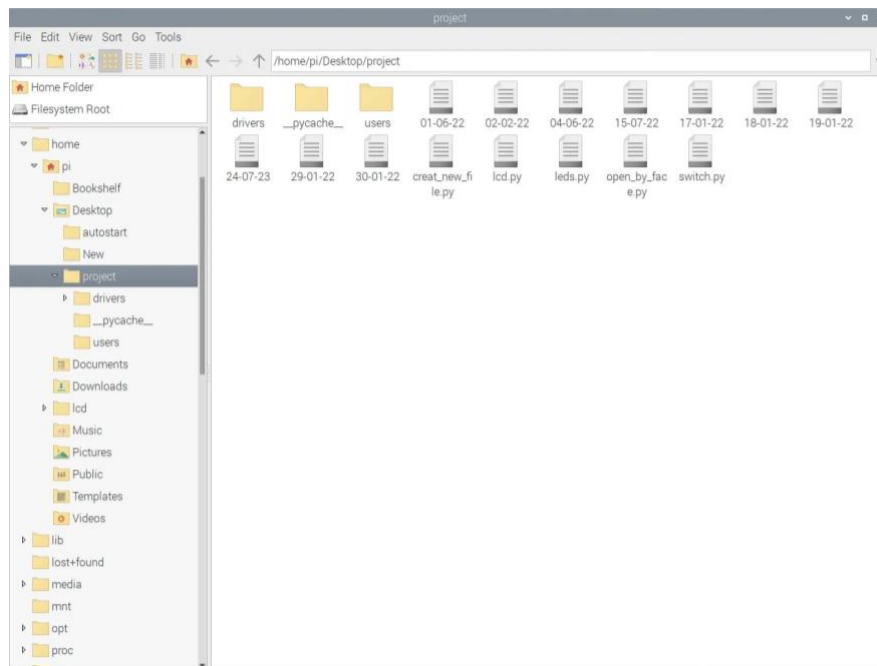 project
File Edit View Sort Go Tools
/home/pi/Desktop/project
Home Folder
Filesystem Root
home
pi
Bookshelf
Desktop
autostart
New
project
drivers
__pycache__
users
Documents
Downloads
lcd
Music
Pictures
Public
Templates
Videos
lib
lost+found
media
mnt
opt
proc
drivers __pycache__ users 01-06-22 02-02-22 04-06-22 15-07-22 17-01-22 18-01-22 19-01-22
24-07-23 29-01-22 30-01-22 creat_new_fi lcd.py leds.py open_by_fac switch.py
le.py e.py